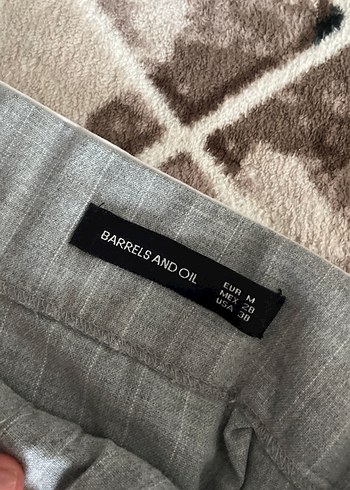 BARRELS AND OIL
EUR M
MEX 28
USA 38